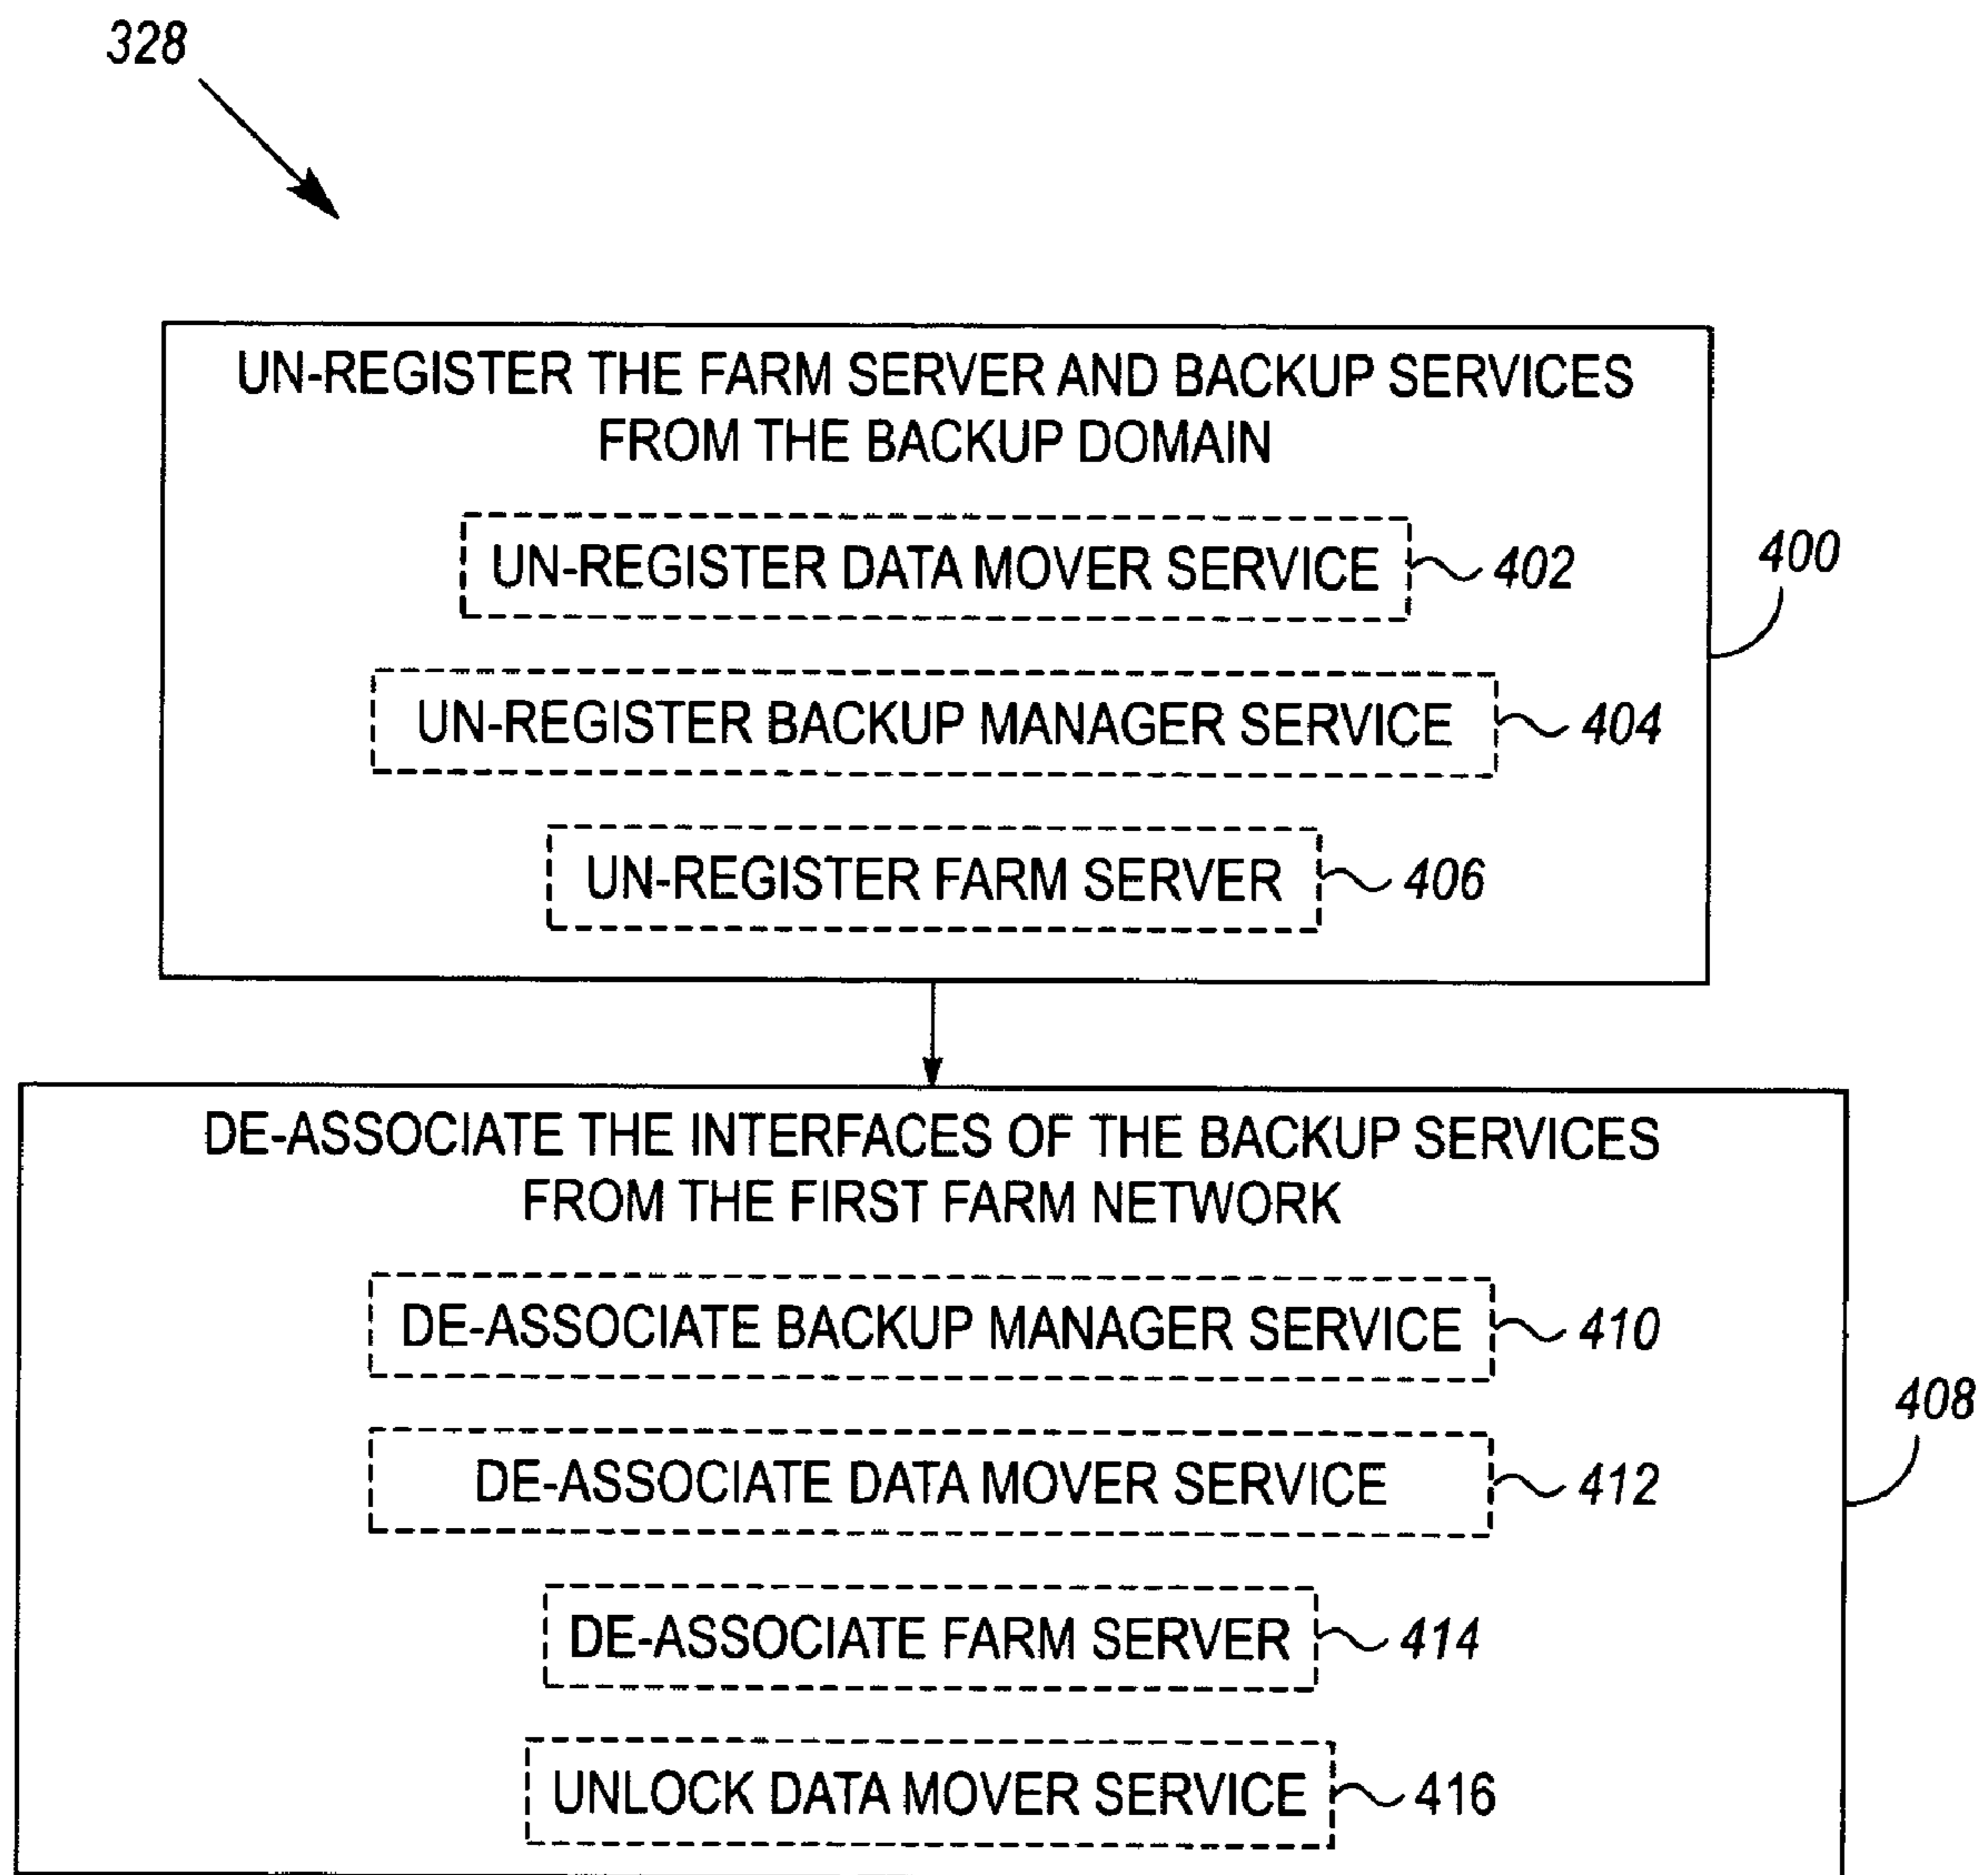 328
UN-REGISTER THE FARM SERVER AND BACKUP SERVICES
FROM THE BACKUP DOMAIN
UN-REGISTER DATA MOVER SERVICE 402
400
UN-REGISTER BACKUP MANAGER SERVICE 404
UN-REGISTER FARM SERVER 406
DE-ASSOCIATE THE INTERFACES OF THE BACKUP SERVICES
FROM THE FIRST FARM NETWORK
DE-ASSOCIATE BACKUP MANAGER SERVICE 410
408
DE-ASSOCIATE DATA MOVER SERVICE 412
DE-ASSOCIATE FARM SERVER 414
UNLOCK DATA MOVER SERVICE 416